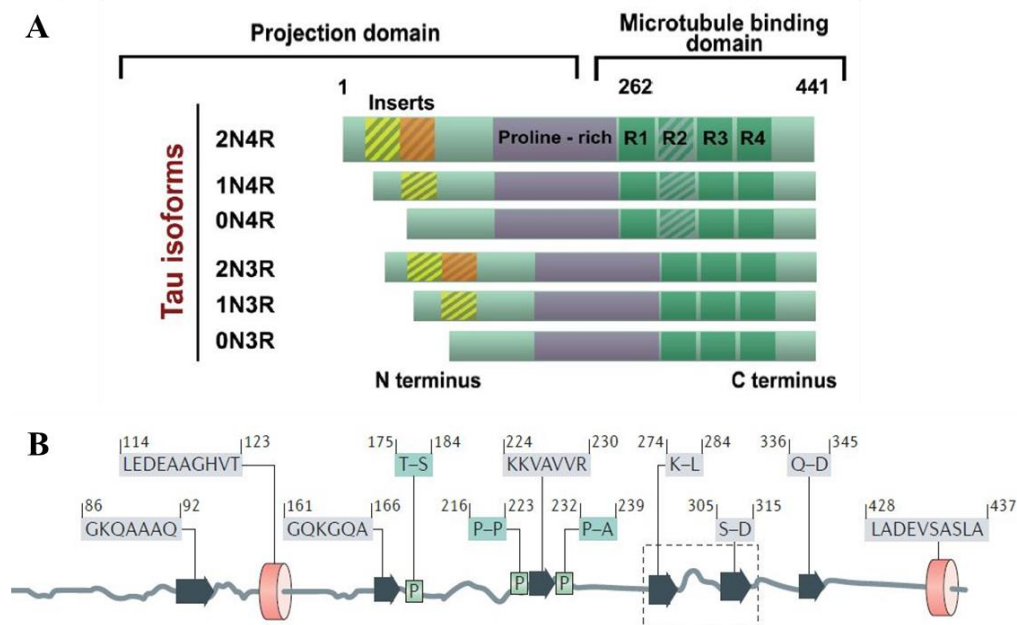 A
Projection domain
Microtubule binding
domain
1
262
441
Inserts
Tau isoforms
2N4R
Proline - rich
R1
R2
R3
R4
1N4R
0N4R
2N3R
1N3R
0N3R
N terminus
C terminus
B
114
123
175
184
224
230
274
284
336
345
LEDEAAGHVT
T–S
KKVAVVR
K–L
Q–D
86
92
161
166
216
223
232
239
305
315
428
437
GKQAAAQ
GQKGQA
P–P
P–A
S–D
LADEVSASLA
P
P
P